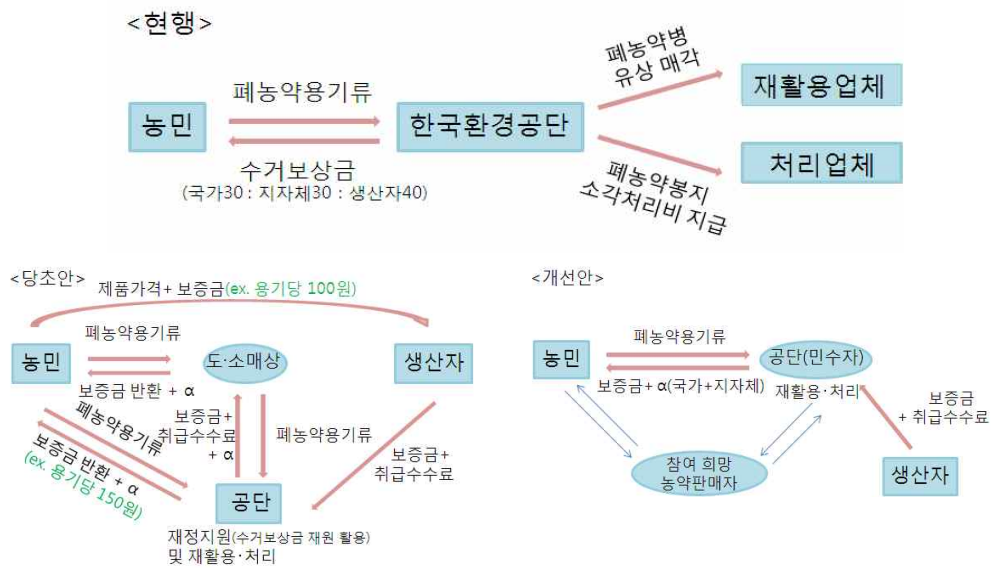 <현행>
농민
폐농약용기류
수거보상금
(국가30 : 지자체30 : 생산자40)
한국환경공단
폐농약병
유상 매각
재활용업체
폐농약봉지
소각처리비 지급
처리업체
<당초안>
제품가격+ 보증금(ex. 용기당 100원)
농민
폐농약용기류
보증금 반환 + α
도·소매상
생산자
폐농약용기류
보증금 반환 + α
(ex. 용기당 150원)
보증금+
취급수수료
+ α
폐농약용기류
보증금+
취급수수료
공단
재정지원(수거보상금 재원 활용)
및 재활용·처리
<개선안>
농민
폐농약용기류
보증금+ α(국가+지자체)
공단(민수자)
재활용·처리
보증금
+ 취급수수료
참여 희망
농약판매자
생산자